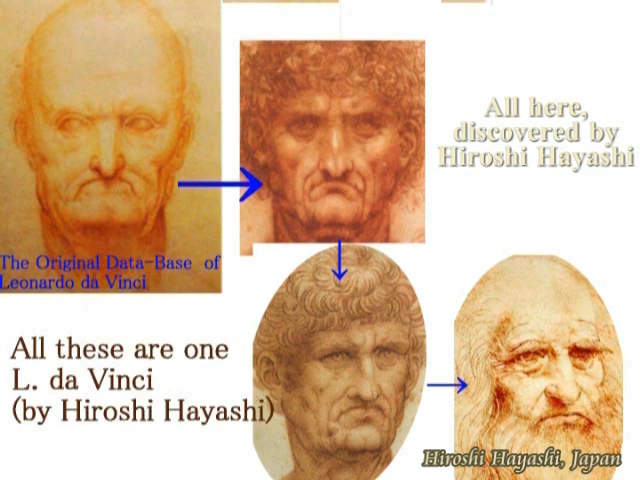 All here,
discovered by
Hiroshi Hayashi
The Original Data-Base of
Leonardo da Vinci
All these are one
L. da Vinci
(by Hiroshi Hayashi)
Hiroshi Hayashi, Japan